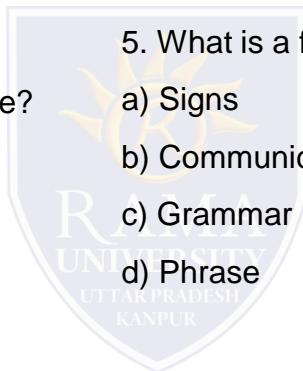 5. What is a
e?
a) Signs
b) Communic
c) Grammar
d) Phrase
RAMA
UNIVERSITY
UTTAR PRADESH
KANPUR